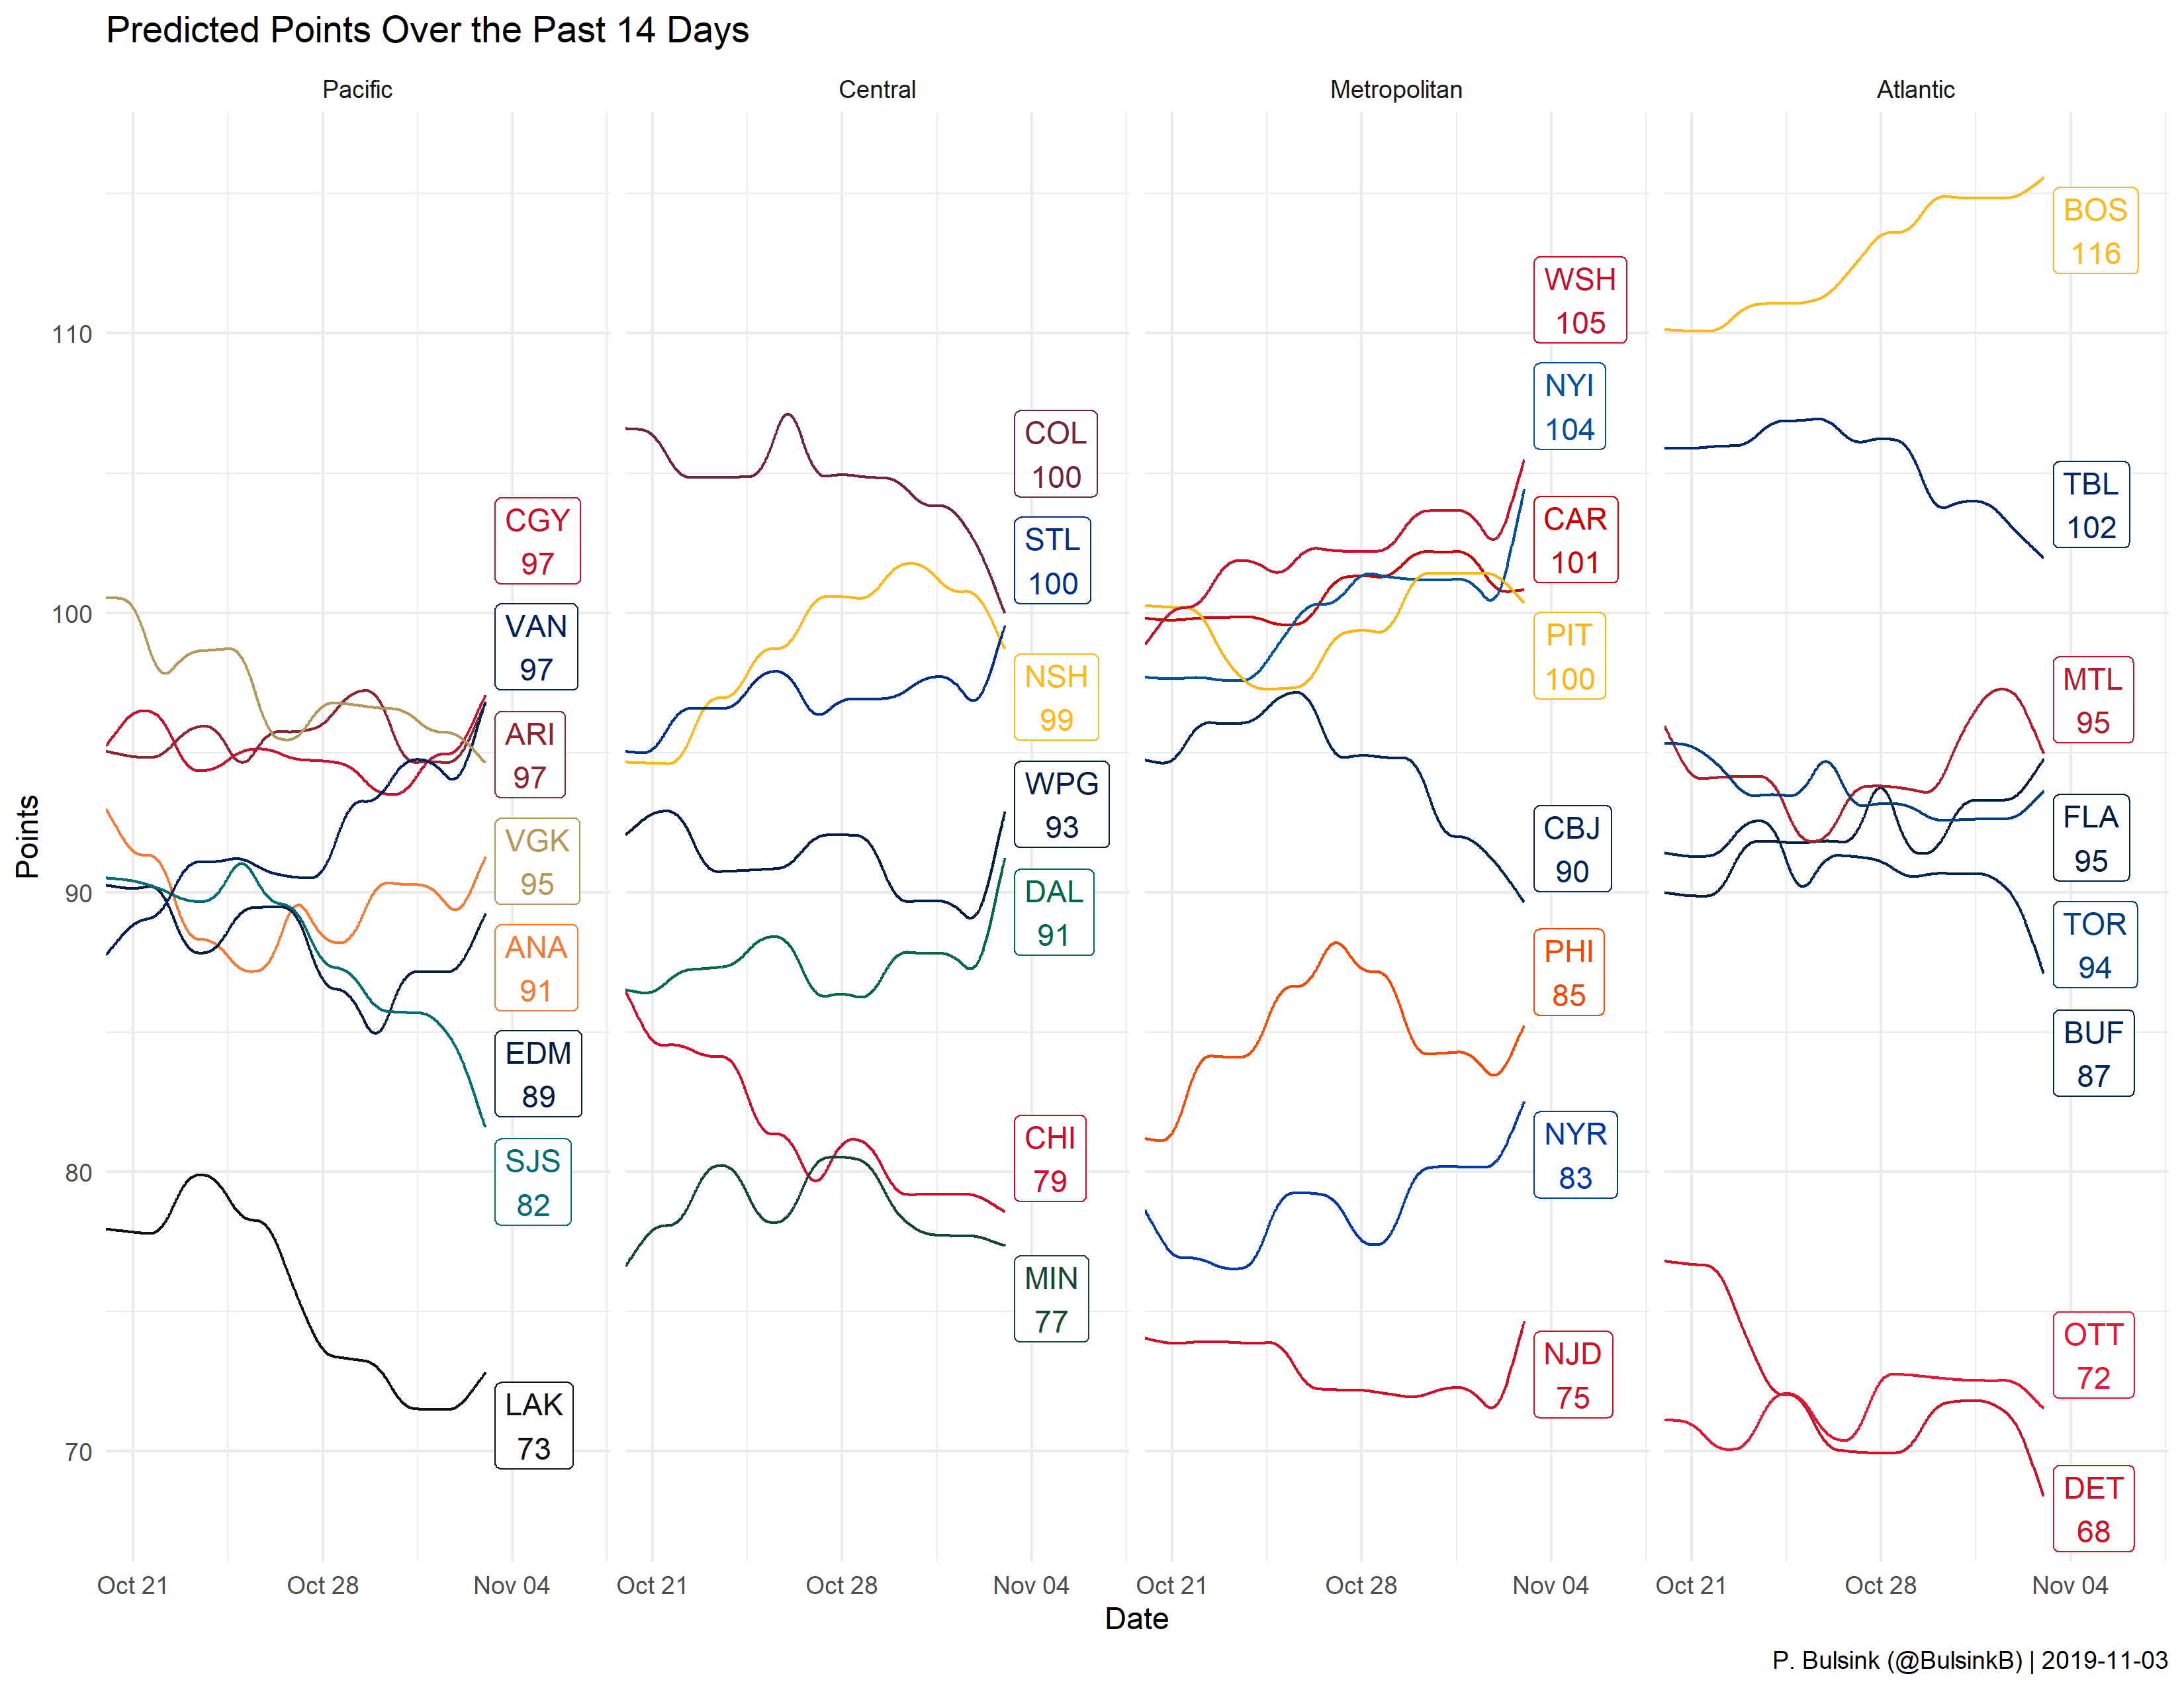 Predicted Points Over the Past 14 Days
Pacific
Central
Metropolitan
Atlantic
Points
110
100
90
80
70
CGY
97
VAN
97
ARI
97
VGK
95
ANA
91
EDM
89
SJS
82
LAK
73
COL
100
STL
100
NSH
99
WPG
93
DAL
91
CHI
79
MIN
77
WSH
105
NYI
104
CAR
101
PIT
100
CBJ
90
PHI
85
NYR
83
NJD
75
BOS
116
TBL
102
MTL
95
FLA
95
TOR
94
BUF
87
OTT
72
DET
68
Oct 21 Oct 28 Nov 04 Oct 21 Oct 28 Nov 04 Oct 21 Oct 28 Nov 04 Oct 21 Oct 28 Nov 04
Date
P. Bulsink (@BulsinkB) | 2019-11-03